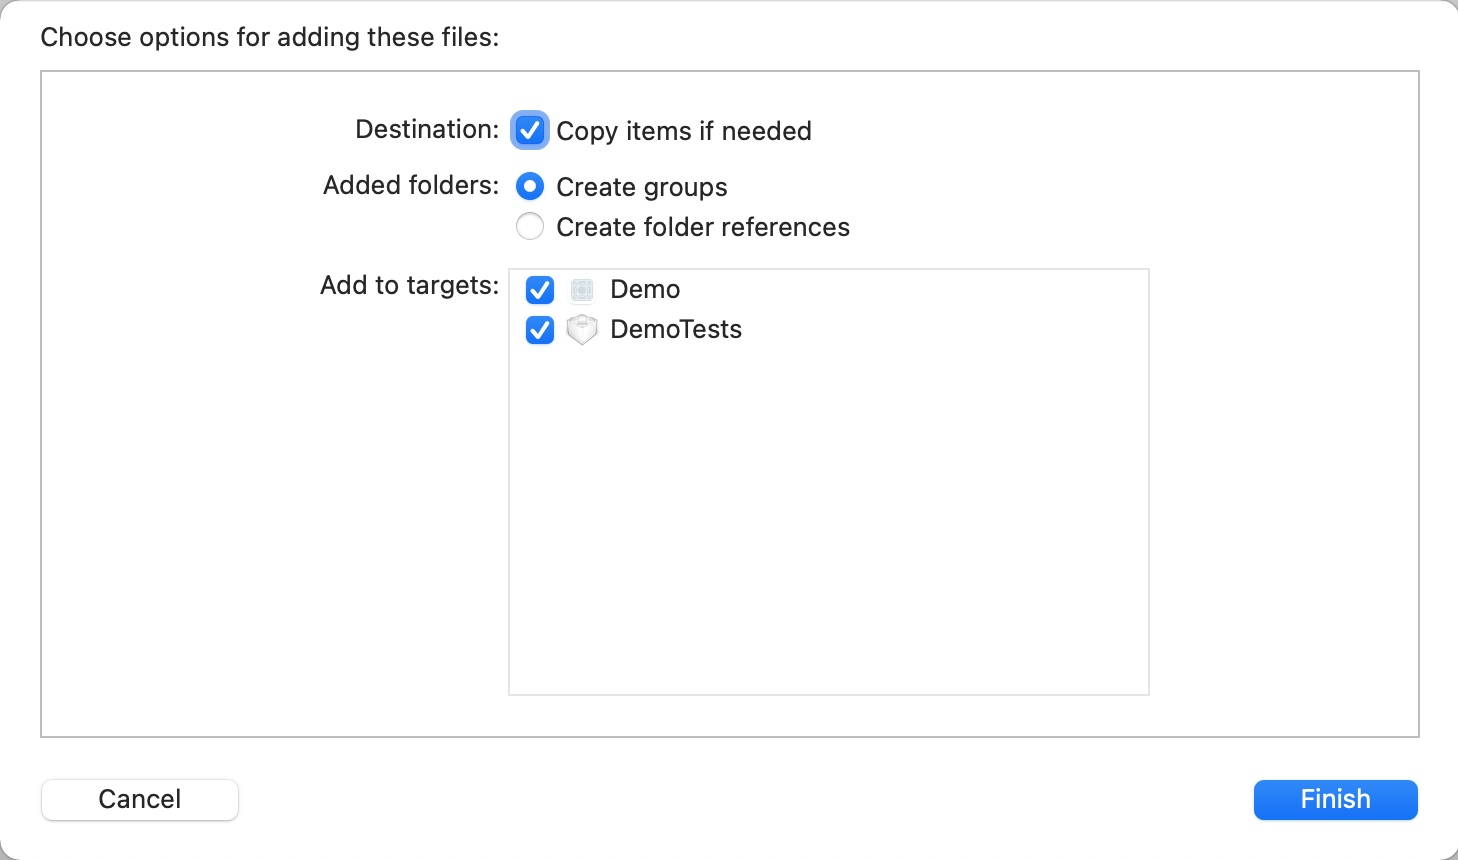 Choose options for adding these files:
Destination: Copy items if needed
Added folders: Create groups
Create folder references
Add to targets: Demo
DemoTests
Cancel Finish